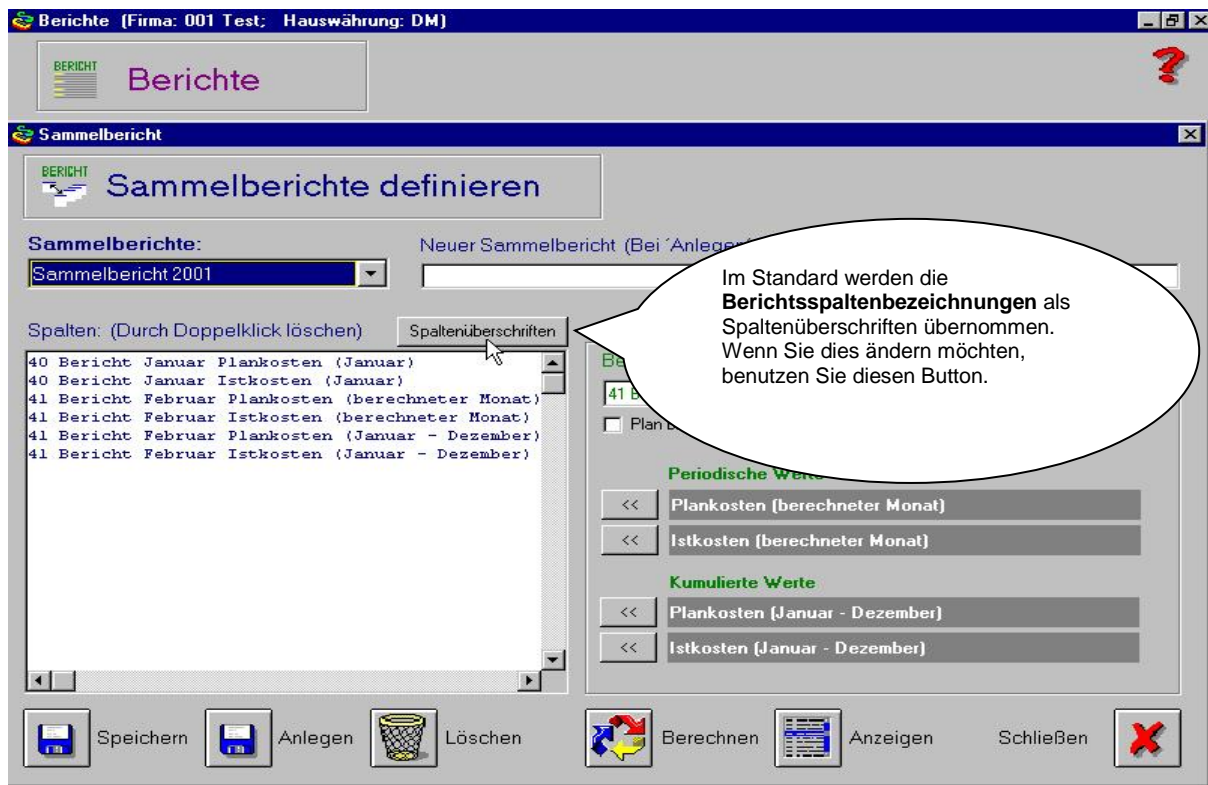 Berichte (Firma: 001 Test; Hauswährung: DM)
BERICHT
Berichte
Sammelbericht
BERICHT
Sammelberichte definieren
Sammelberichte:
Neuer Sammelbericht (Bei ´Anlegen
Sammelbericht 2001
Im Standard werden die
Berichtsspaltenbezeichnungen als
Spaltenüberschriften übernommen.
Wenn Sie dies ändern möchten,
benutzen Sie diesen Button.
Spalten: (Durch Doppelklick löschen)
Spaltenüberschriften
40 Bericht Januar Plankosten (Januar)
40 Bericht Januar Istkosten (Januar)
41 Bericht Februar Plankosten (berechneter Monat)
41 Bericht Februar Istkosten (berechneter Monat)
41 Bericht Februar Plankosten (Januar - Dezember)
41 Bericht Februar Istkosten (Januar - Dezember)
41
Plan
Periodische Werte
<< Plankosten (berechneter Monat)
<< Istkosten (berechneter Monat)
Kumulierte Werte
<< Plankosten (Januar - Dezember)
<< Istkosten (Januar - Dezember)
Speichern
Anlegen
Löschen
Berechnen
Anzeigen
Schließen